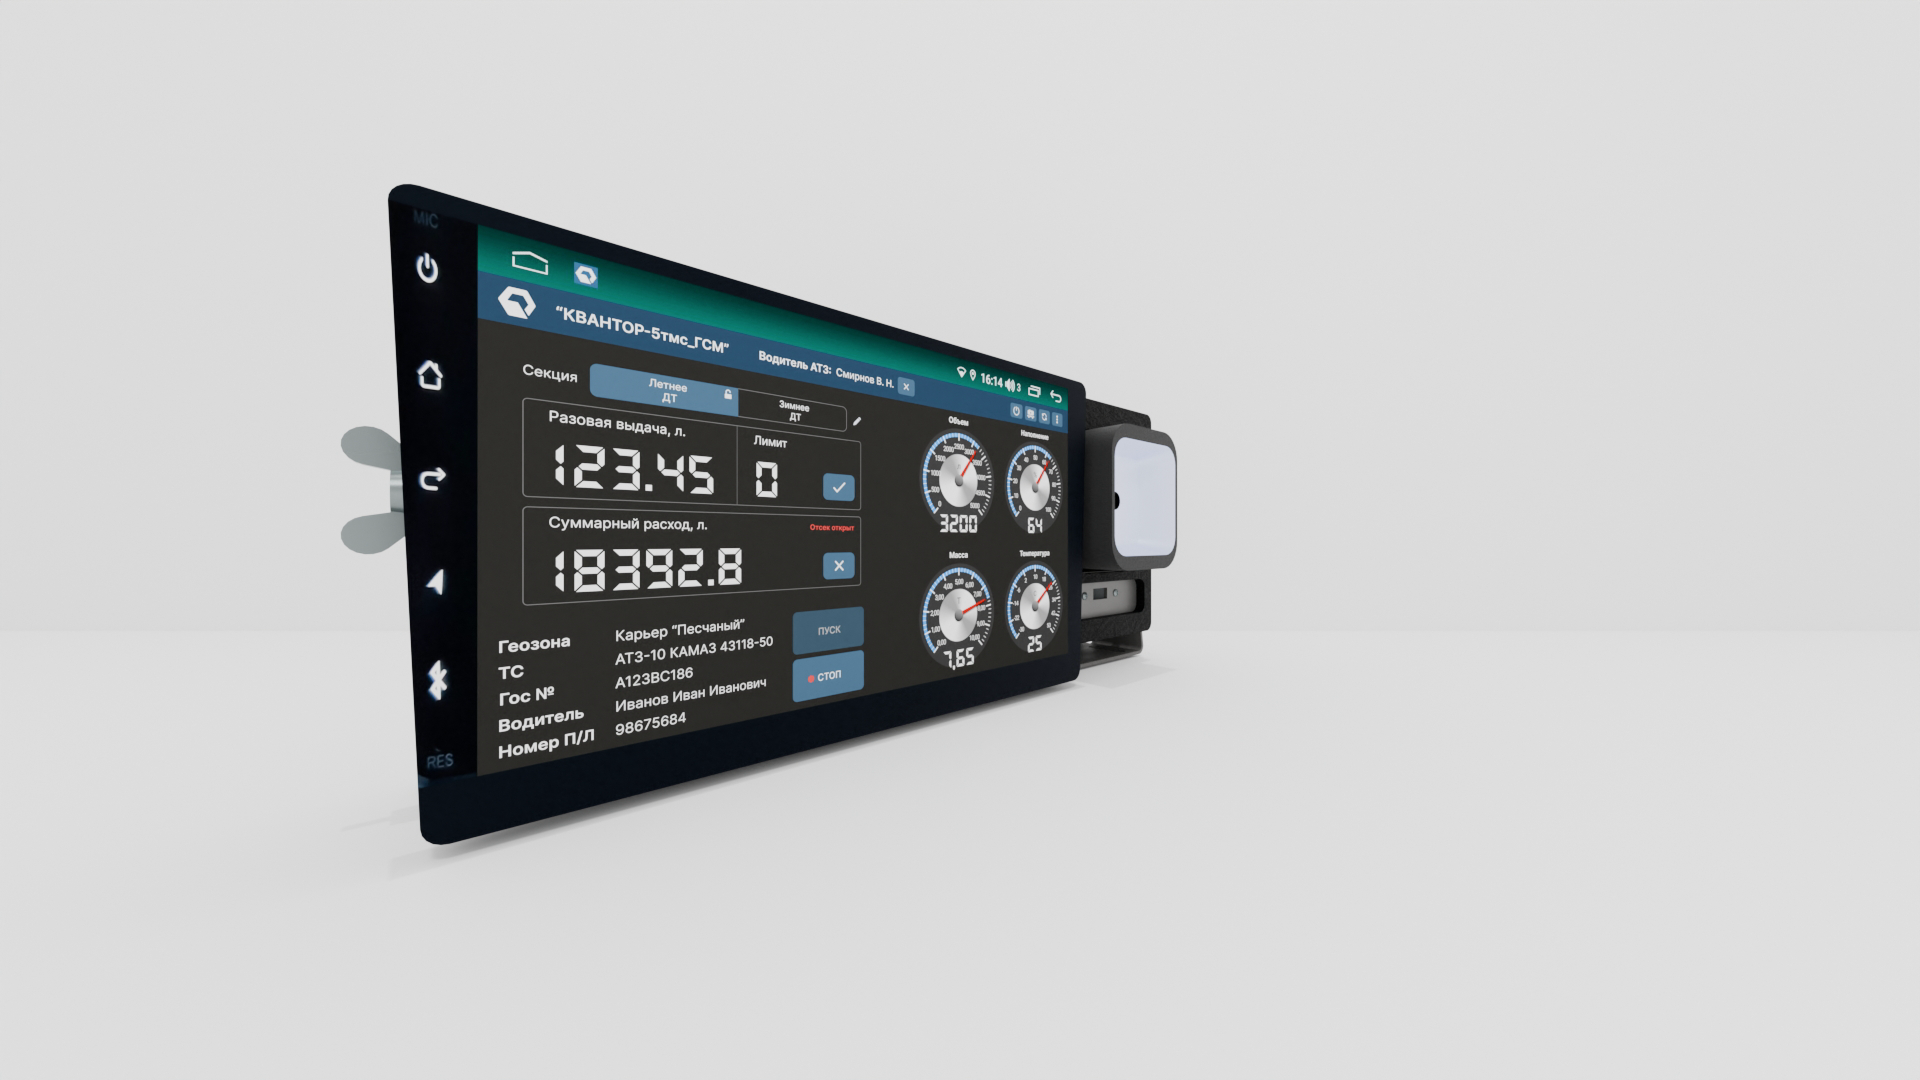 MIC
16:14 3
“КВАНТОР-5тмс_ГСМ”
Водитель АТЗ: Смирнов В. Н.
Секция
Летнее
ДТ
Зимнее
ДТ
Разовая выдача, л.
123.45
Лимит
0
Суммарный расход, л.
Отсек открыт
18392.8
Геозона
Карьер “Песчаный”
ТС
АТЗ-10 КАМАЗ 43118-50
Гос №
А123ВС186
Водитель
Иванов Иван Иванович
Номер П/Л
98675684
ПУСК
СТОП
Объем
3200
Наполнение
64
Масса
7,65
Температура
25
RES